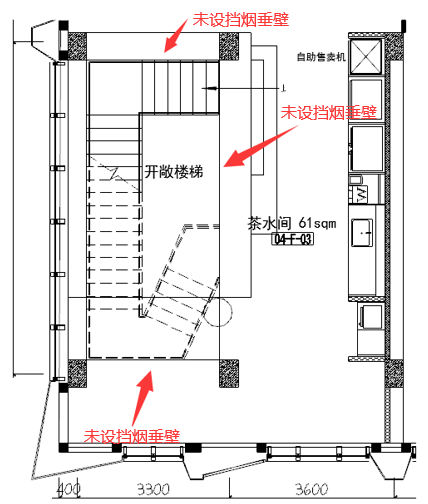 未设挡烟垂壁
自助售卖机
上
未设挡烟垂壁
开敞楼梯
茶水间 61sqm
04-F-03
未设挡烟垂壁
400 3300 3600